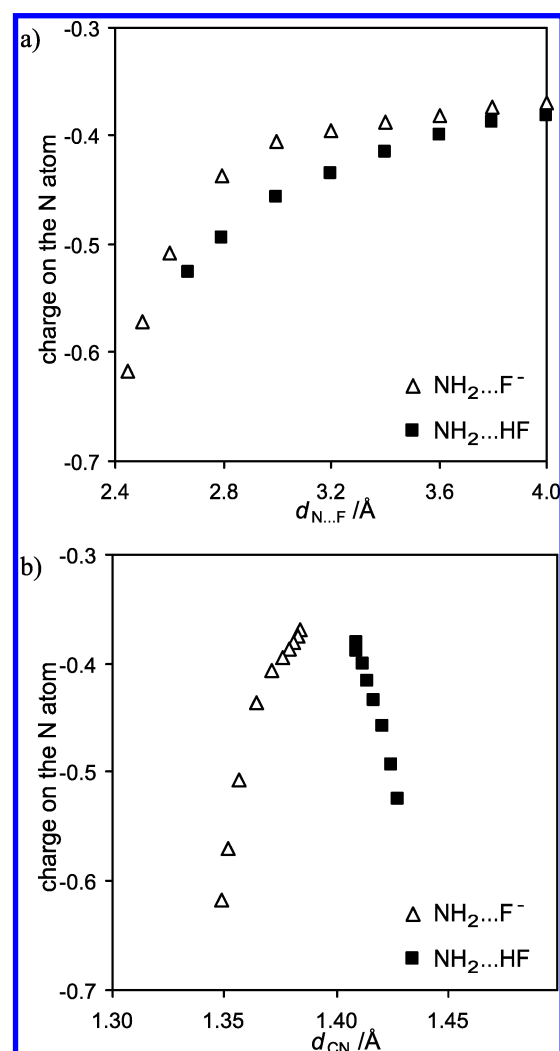 a)
-0.3
-0.4
-0.5
-0.6
-0.7
charge on the N atom
△ NH₂...F⁻
■ NH₂...HF
2.4 2.8 3.2 3.6 4.0
d N...F /Å
b)
-0.3
-0.4
-0.5
-0.6
-0.7
charge on the N atom
△ NH₂...F⁻
■ NH₂...HF
1.30 1.35 1.40 1.45
d CN /Å